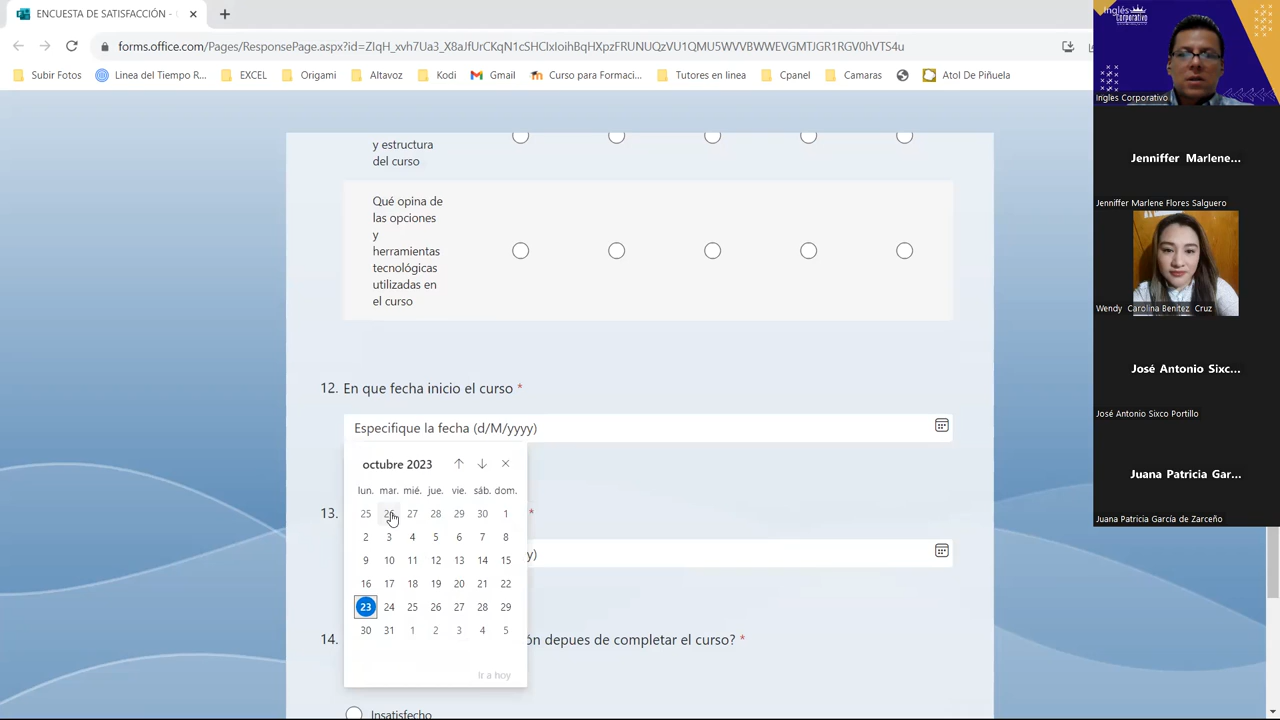 ENCUESTA DE SATISFACCIÓN - 
forms.office.com/Pages/ResponsePage.aspx?id=ZIqH_xvh7Ua3_X8aJfUrCKqN1cSHCIxIoIhBqHXpzFRUNUQzVU1QMU5WVVBWWEVGMTJGR1RGV0hVTS4u
Subir Fotos
Linea del Tiempo R...
EXCEL
Origami
Altavoz
Kodi
Gmail
Curso para Formaci...
Tutores en linea
Cpanel
Camaras
Atol De Piñuela
y estructura
del curso
Qué opina de
las opciones
y
herramientas
tecnológicas
utilizadas en
el curso
12. En que fecha inicio el curso *
Especifique la fecha (d/M/yyyy)
octubre 2023
lun. mar. mié. jue. vie. sáb. dom.
25 26 27 28 29 30 1
2 3 4 5 6 7 8
9 10 11 12 13 14 15
16 17 18 19 20 21 22
23 24 25 26 27 28 29
30 31 1 2 3 4 5
Ir a hoy
13. *
14. ón depues de completar el curso? *
Insatisfecho
Inglés
Corporativo
Ingles Corporativo
Jenniffer Marlene...
Jenniffer Marlene Flores Salguero
Wendy Carolina Benitez Cruz
José Antonio Sixc...
José Antonio Sixco Portillo
Juana Patricia Gar...
Juana Patricia García de Zarceño